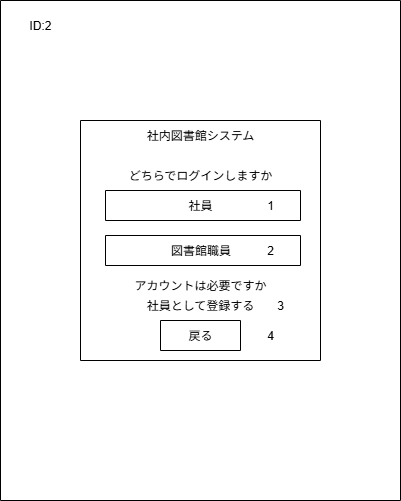 ID:2
社内図書館システム
どちらでログインしますか
社員 1
図書館職員 2
アカウントは必要ですか
社員として登録する 3
戻る 4